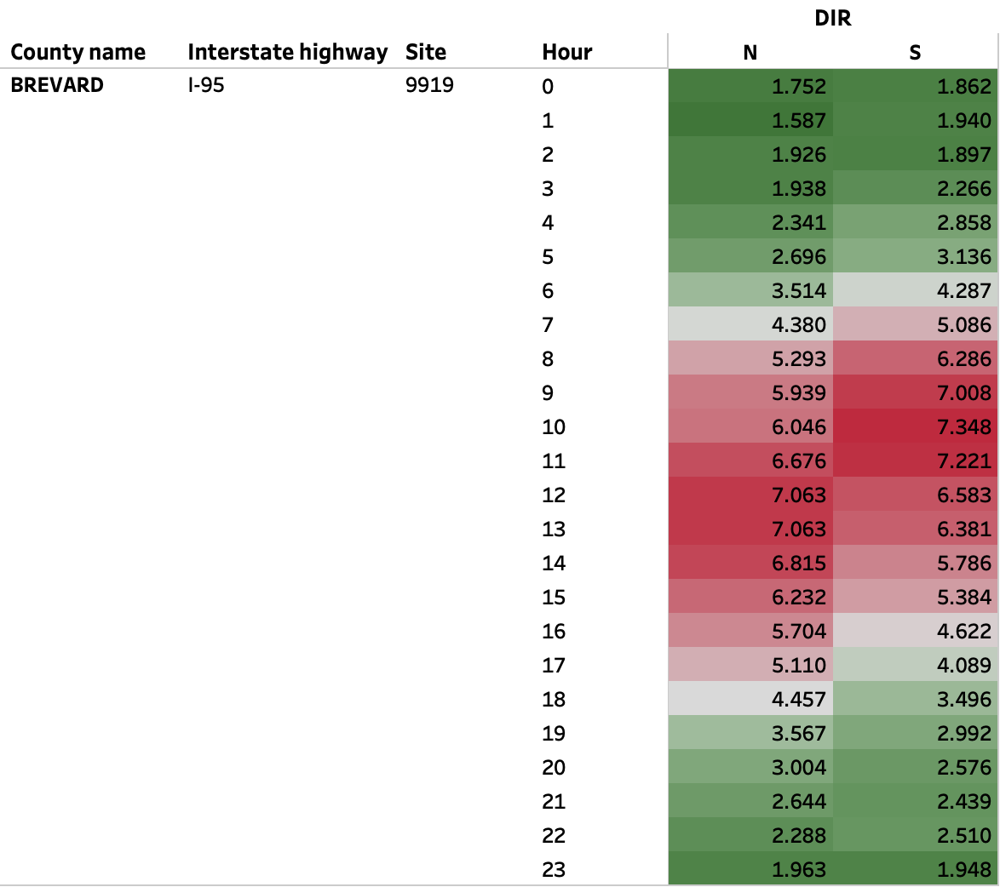 DIR
County name Interstate highway Site Hour N S
BREVARD I-95 9919 0 1.752 1.862
1 1.587 1.940
2 1.926 1.897
3 1.938 2.266
4 2.341 2.858
5 2.696 3.136
6 3.514 4.287
7 4.380 5.086
8 5.293 6.286
9 5.939 7.008
10 6.046 7.348
11 6.676 7.221
12 7.063 6.583
13 7.063 6.381
14 6.815 5.786
15 6.232 5.384
16 5.704 4.622
17 5.110 4.089
18 4.457 3.496
19 3.567 2.992
20 3.004 2.576
21 2.644 2.439
22 2.288 2.510
23 1.963 1.948